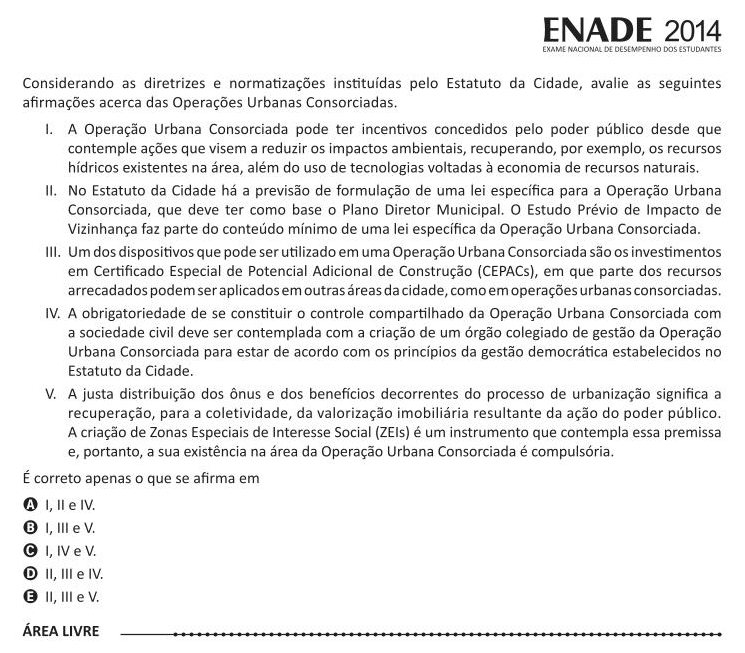 ENADE 2014
EXAME NACIONAL DE DESEMPENHO DOS ESTUDANTES
Considerando as diretrizes e normatizações instituídas pelo Estatuto da Cidade, avalie as seguintes
afirmações acerca das Operações Urbanas Consorciadas.
I. A Operação Urbana Consorciada pode ter incentivos concedidos pelo poder público desde que
contemple ações que visem a reduzir os impactos ambientais, recuperando, por exemplo, os recursos
hídricos existentes na área, além do uso de tecnologias voltadas à economia de recursos naturais.
II. No Estatuto da Cidade há a previsão de formulação de uma lei específica para a Operação Urbana
Consorciada, que deve ter como base o Plano Diretor Municipal. O Estudo Prévio de Impacto de
Vizinhança faz parte do conteúdo mínimo de uma lei específica da Operação Urbana Consorciada.
III. Um dos dispositivos que pode ser utilizado em uma Operação Urbana Consorciada são os investimentos
em Certificado Especial de Potencial Adicional de Construção (CEPACs), em que parte dos recursos
arrecadados podem ser aplicados em outras áreas da cidade, como em operações urbanas consorciadas.
IV. A obrigatoriedade de se constituir o controle compartilhado da Operação Urbana Consorciada com
a sociedade civil deve ser contemplada com a criação de um órgão colegiado de gestão da Operação
Urbana Consorciada para estar de acordo com os princípios da gestão democrática estabelecidos no
Estatuto da Cidade.
V. A justa distribuição dos ônus e dos benefícios decorrentes do processo de urbanização significa a
recuperação, para a coletividade, da valorização imobiliária resultante da ação do poder público.
A criação de Zonas Especiais de Interesse Social (ZEIs) é um instrumento que contempla essa premissa
e, portanto, a sua existência na área da Operação Urbana Consorciada é compulsória.
É correto apenas o que se afirma em
A I, II e IV.
B I, III e V.
C I, IV e V.
D II, III e IV.
E II, III e V.
ÁREA LIVRE